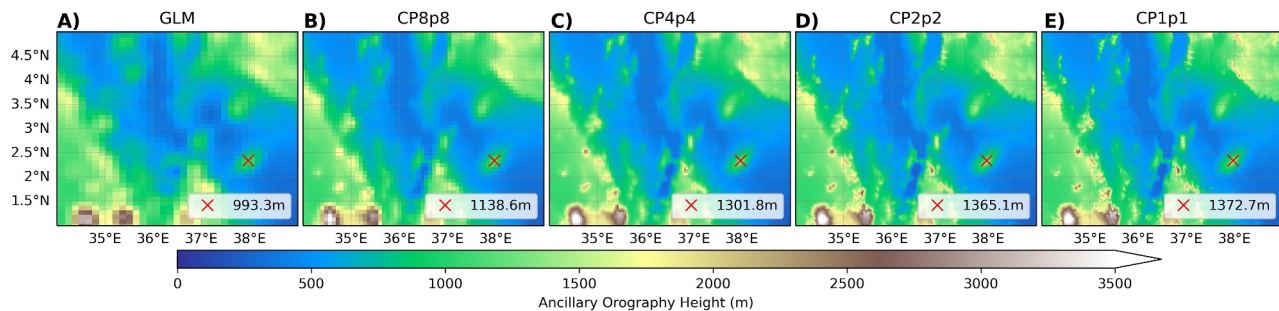 A) GLM
B) CP8p8
C) CP4p4
D) CP2p2
E) CP1p1
4.5°N
4°N
3.5°N
3°N
2.5°N
2°N
1.5°N
× 993.3m
× 1138.6m
× 1301.8m
× 1365.1m
× 1372.7m
35°E 36°E 37°E 38°E
35°E 36°E 37°E 38°E
35°E 36°E 37°E 38°E
35°E 36°E 37°E 38°E
35°E 36°E 37°E 38°E
0 500 1000 1500 2000 2500 3000 3500
Ancillary Orography Height (m)